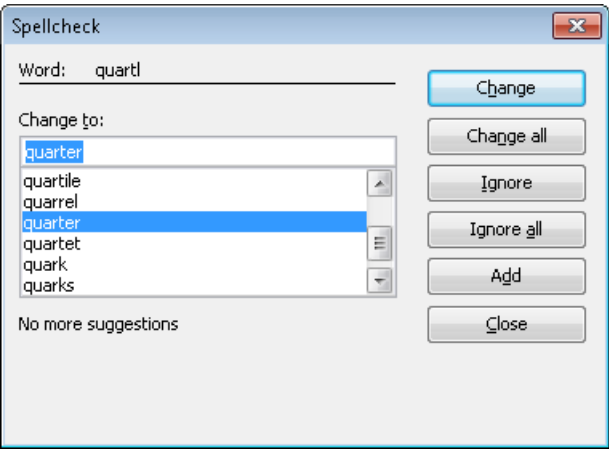 Spellcheck
Word: quartl
Change
Change to:
Change all
quarter
quartile
Ignore
quarrel
quarter
Ignore all
quartet
quark
Add
quarks
No more suggestions
Close